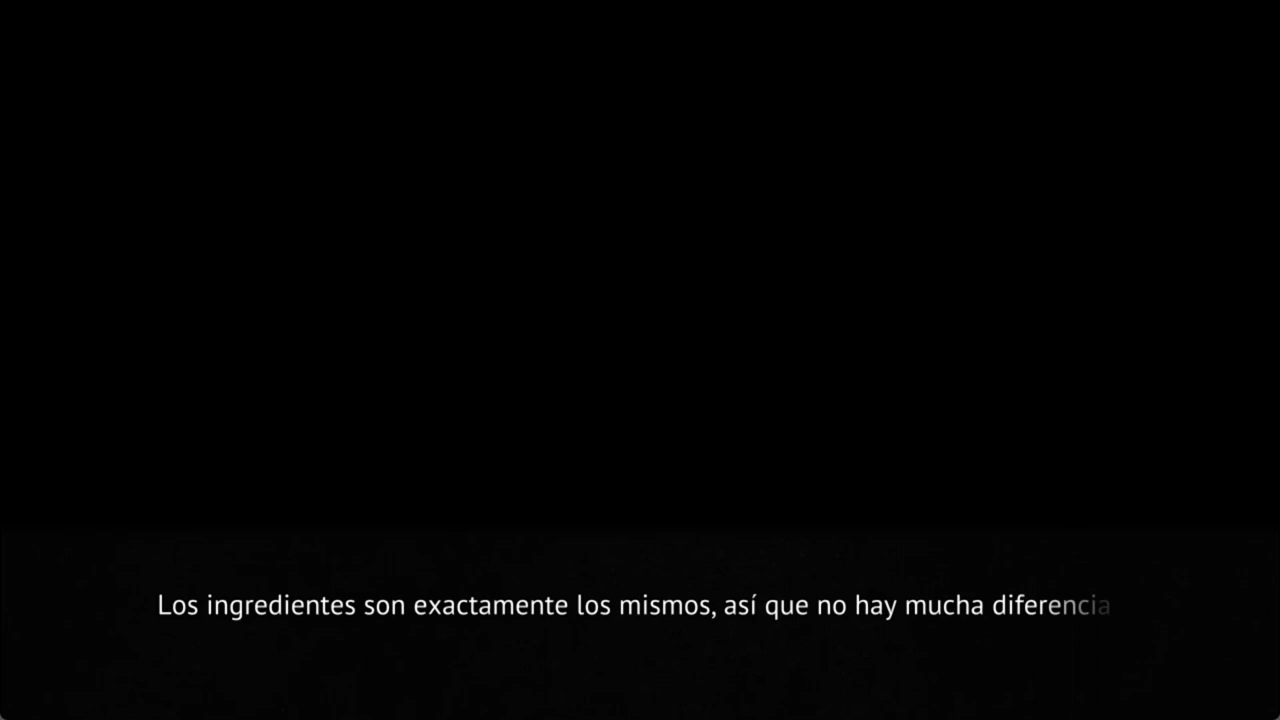 Los ingredientes son exactamente los mismos, así que no hay mucha diferencia